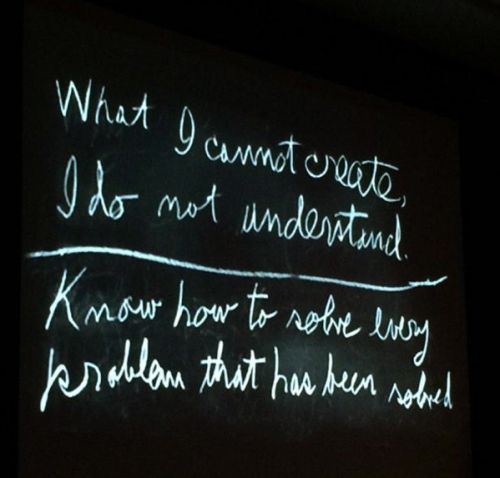 What I cannot create,
I do not understand.
Know how to solve every
problem that has been solved